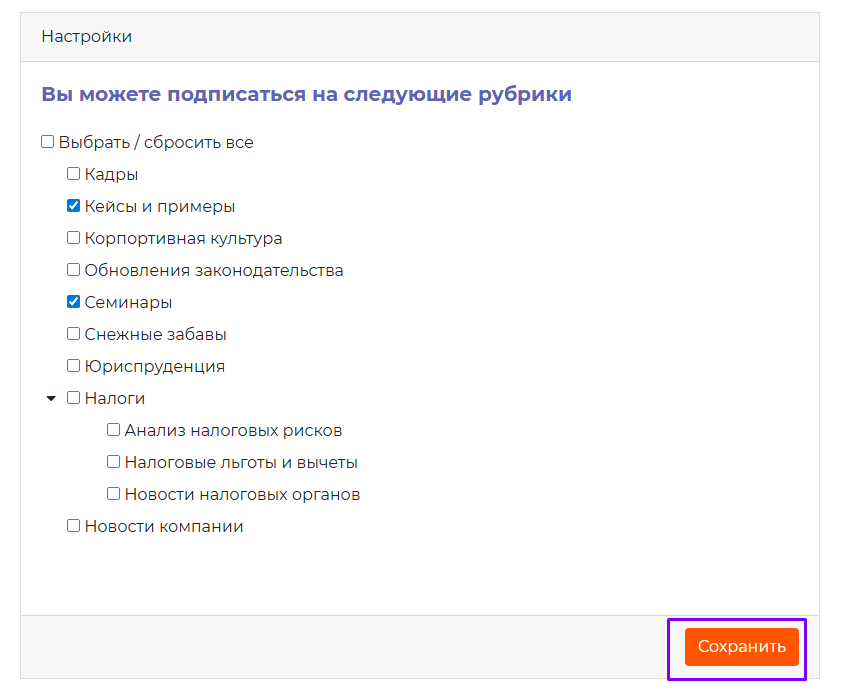 Настройки
Вы можете подписаться на следующие рубрики
Выбрать / сбросить все
Кадры
Кейсы и примеры
Корпортивная культура
Обновления законодательства
Семинары
Снежные забавы
Юриспруденция
Налоги
Анализ налоговых рисков
Налоговые льготы и вычеты
Новости налоговых органов
Новости компании
Сохранить